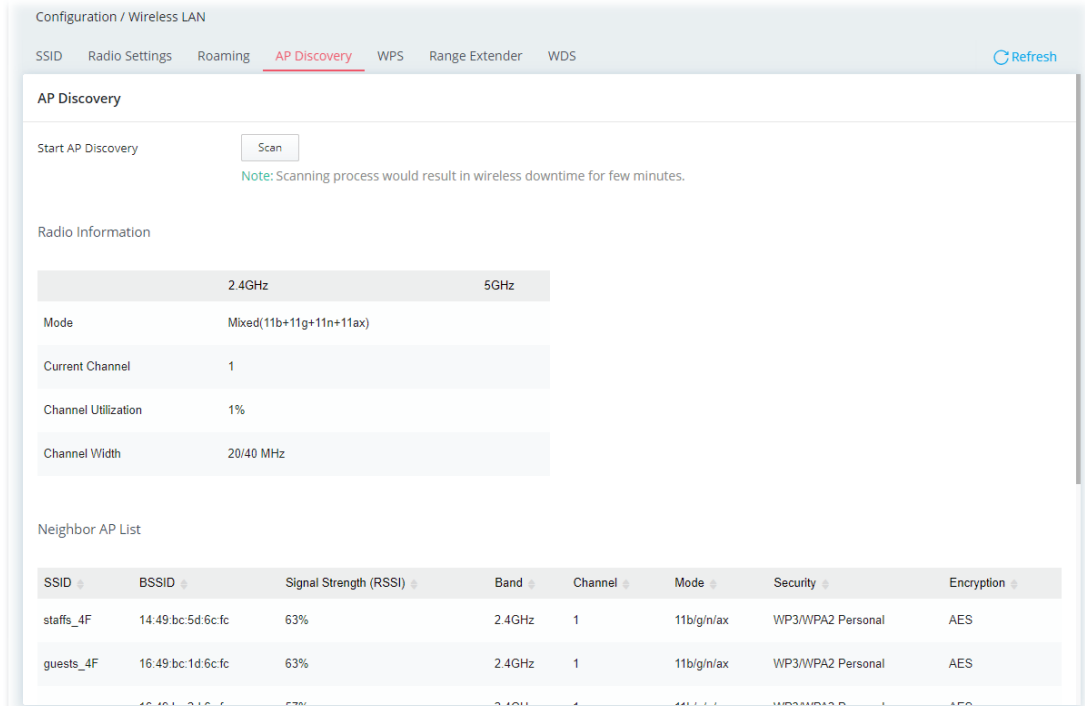 Configuration / Wireless LAN
SSID Radio Settings Roaming AP Discovery WPS Range Extender WDS Refresh
AP Discovery
Start AP Discovery Scan
Note: Scanning process would result in wireless downtime for few minutes.
Radio Information
2.4GHz 5GHz
Mode Mixed(11b+11g+11n+11ax)
Current Channel 1
Channel Utilization 1%
Channel Width 20/40 MHz
Neighbor AP List
SSID BSSID Signal Strength (RSSI) Band Channel Mode Security Encryption
staffs_4F 14:49:bc:5d:6c:fc 63% 2.4GHz 1 11b/g/n/ax WP3/WPA2 Personal AES
guests_4F 16:49:bc:1d:6c:fc 63% 2.4GHz 1 11b/g/n/ax WP3/WPA2 Personal AES